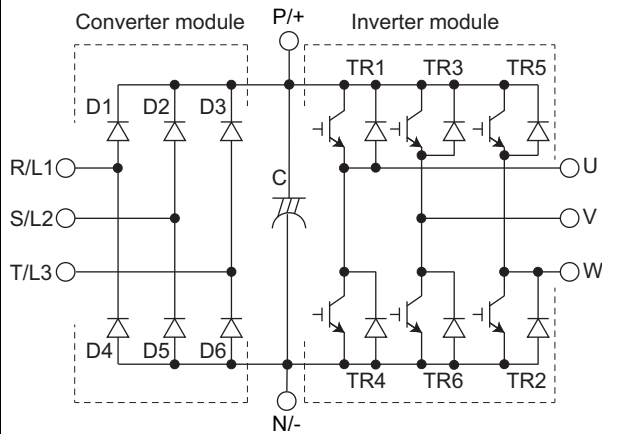 Converter module
P/+
Inverter module
TR1
TR3
TR5
D1
D2
D3
R/L1
C
U
S/L2
V
T/L3
W
D4
D5
D6
TR4
TR6
TR2
N/-